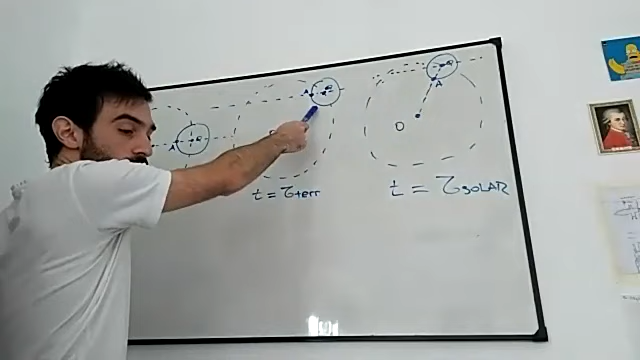 A
A
A
O
t = τterr
t = τSOLAR